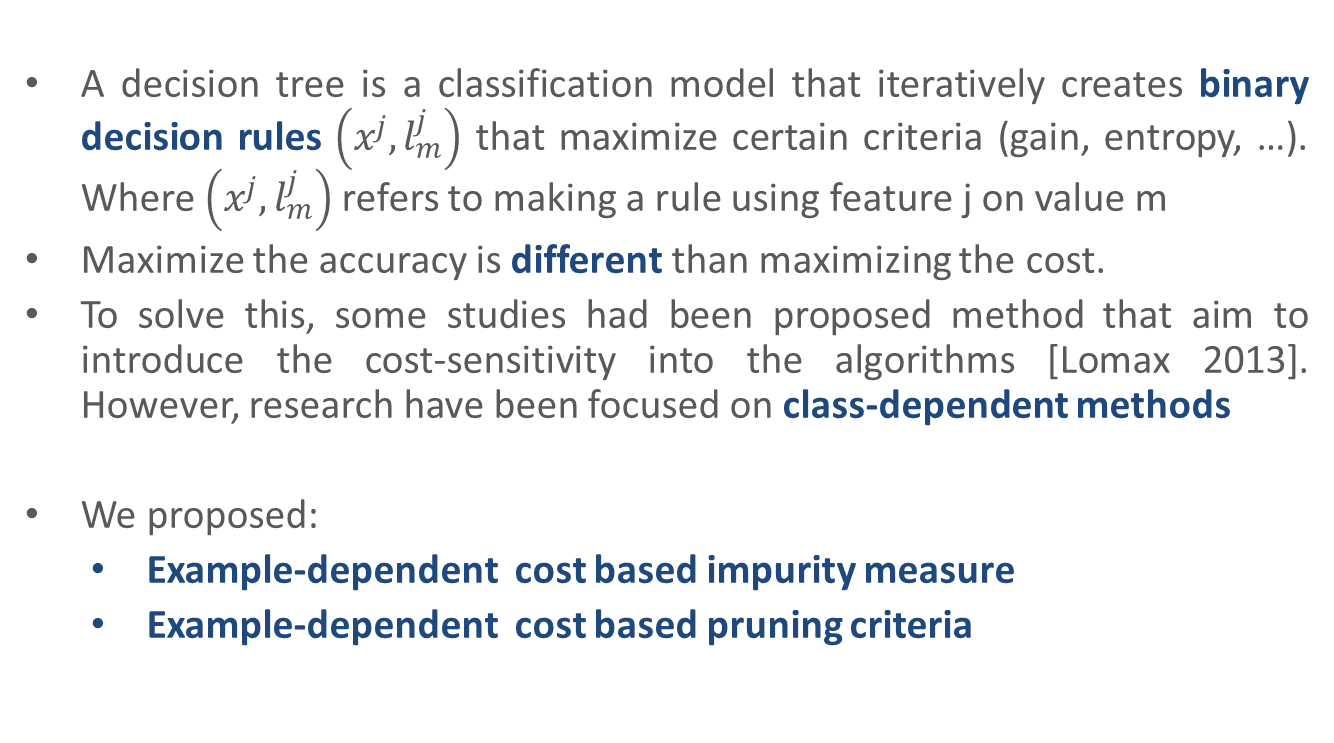 • A decision tree is a classification model that iteratively creates binary
decision rules (x^j, l_m^j) that maximize certain criteria (gain, entropy, …).
Where (x^j, l_m^j) refers to making a rule using feature j on value m
• Maximize the accuracy is different than maximizing the cost.
• To solve this, some studies had been proposed method that aim to
introduce the cost-sensitivity into the algorithms [Lomax 2013].
However, research have been focused on class-dependent methods
• We proposed:
• Example-dependent cost based impurity measure
• Example-dependent cost based pruning criteria